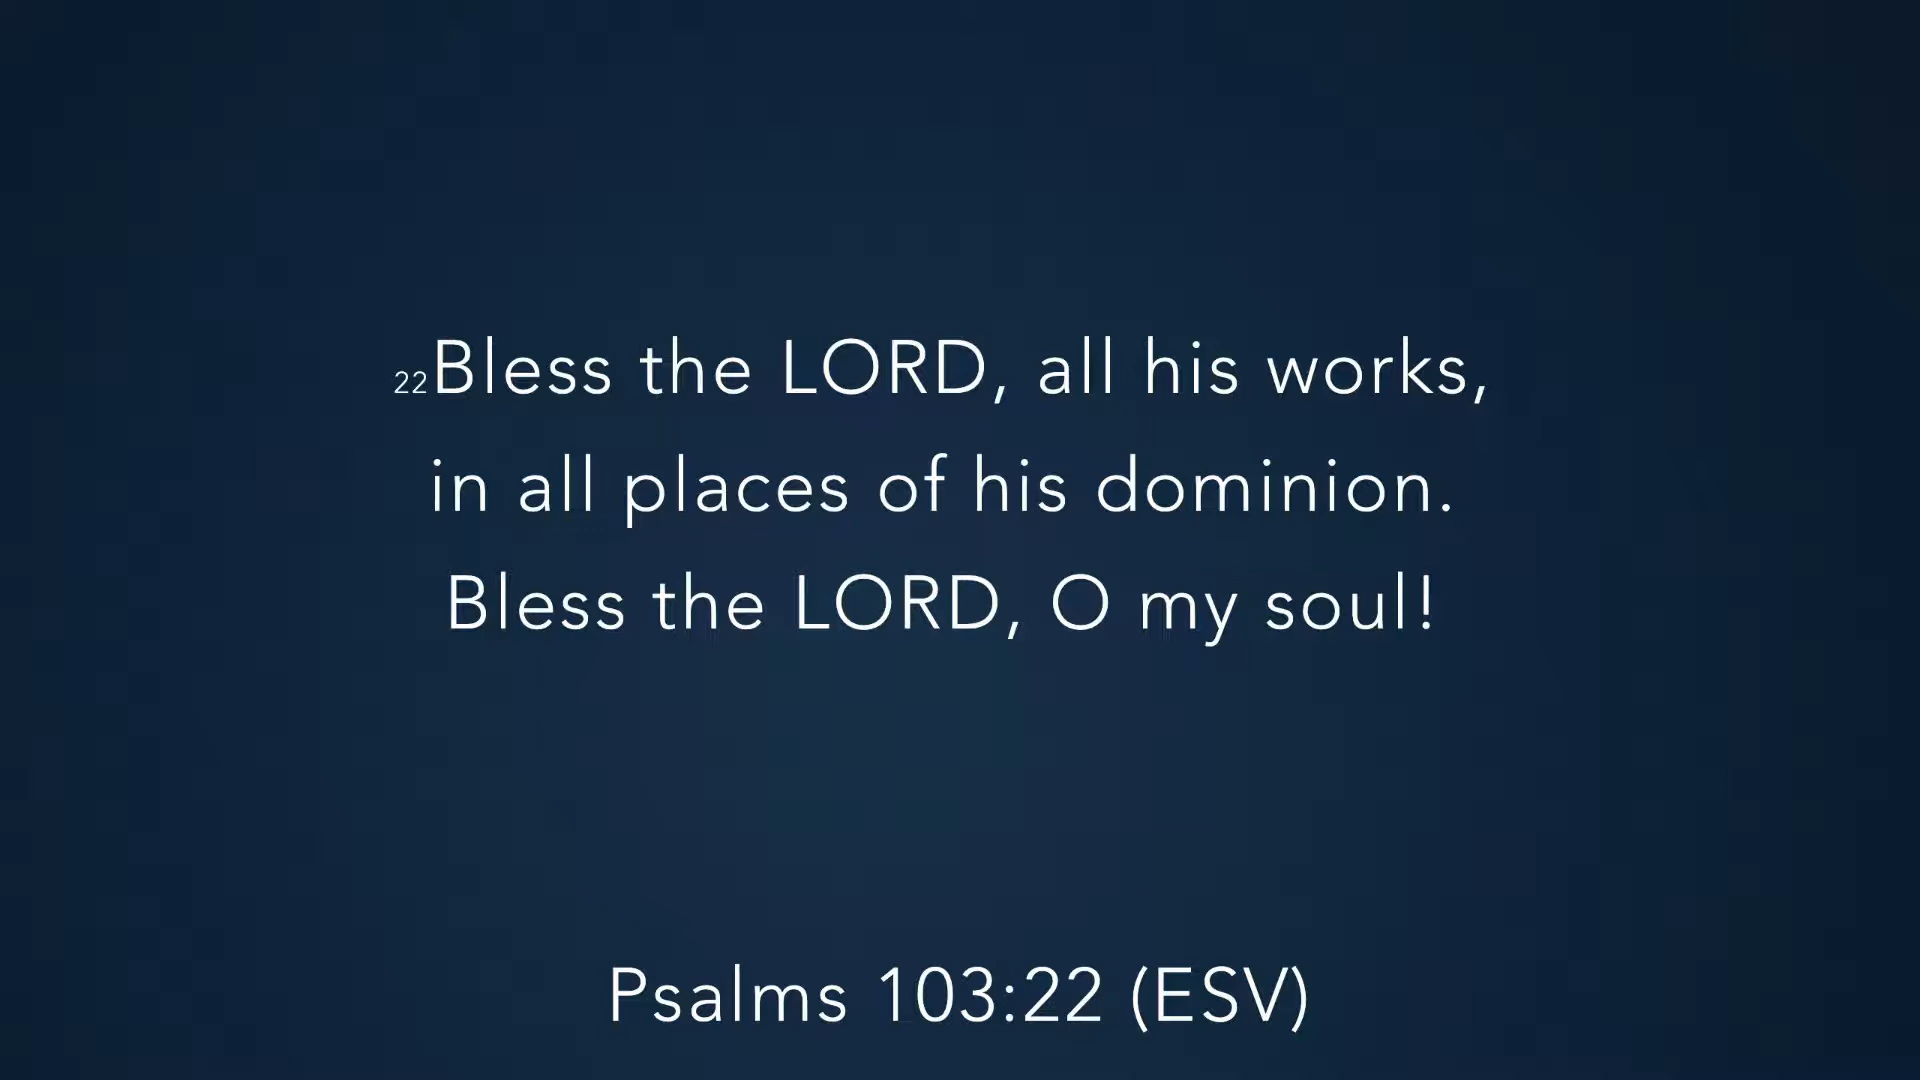 22Bless the LORD, all his works,
in all places of his dominion.
Bless the LORD, O my soul!
Psalms 103:22 (ESV)